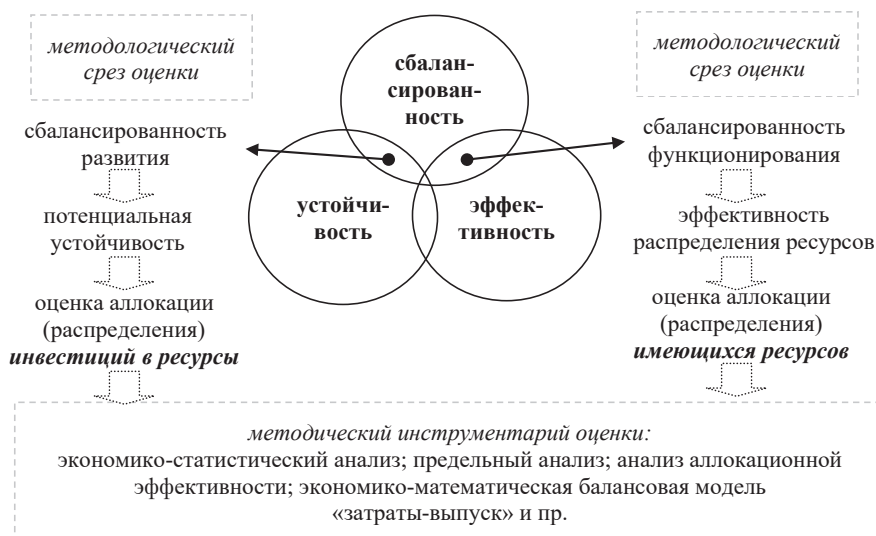 методологический
срез оценки
сбалансированность
развития
потенциальная
устойчивость
оценка аллокации
(распределения)
инвестиций в ресурсы
сбалан-
сирован-
ность
устойчи-
вость
эффек-
тивность
методологический
срез оценки
сбалансированность
функционирования
эффективность
распределения ресурсов
оценка аллокации
(распределения)
имеющихся ресурсов
методический инструментарий оценки:
экономико-статистический анализ; предельный анализ; анализ аллокационной
эффективности; экономико-математическая балансовая модель
«затраты-выпуск» и пр.